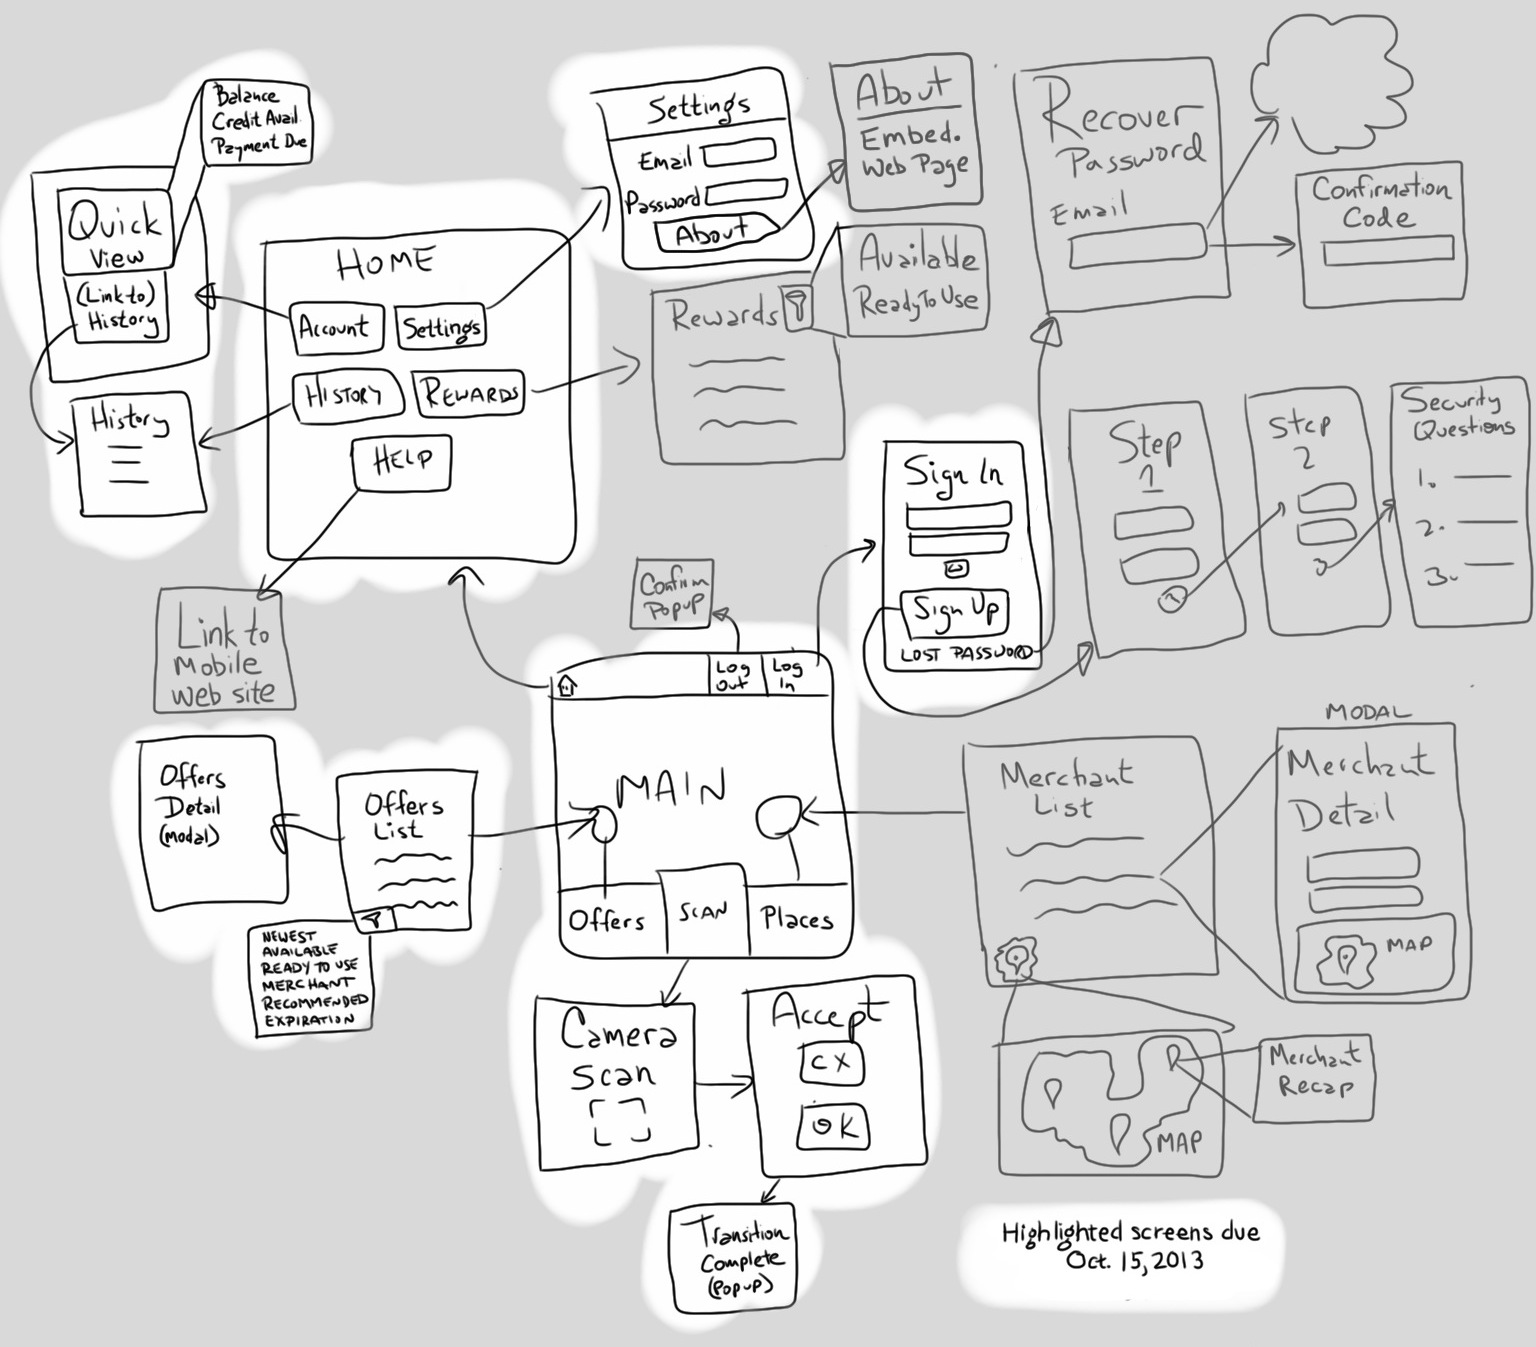 Balance
Credit Avail.
Payment Due
Quick
View
(Link to)
History
History
HOME
Account
Settings
HISTORY
REWARDS
HELP
Link to
Mobile
Web site
Settings
Email
Password
About
About
Embed.
Web Page
Rewards
Available
Ready To Use
Recover
Password
Email
Confirmation
Code
Sign In
Sign Up
LOST PASSWORD
Step
1
Step
2
Security
Questions
1.
2.
3.
Confirm
Popup
Log
Out
Log
In
MAIN
Offers
SCAN
Places
Offers
Detail
(modal)
Offers
List
NEWEST
AVAILABLE
READY TO USE
MERCHANT
RECOMMENDED
EXPIRATION
Camera
Scan
Accept
CX
OK
Transition
Complete
(Popup)
Merchant
List
MODAL
Merchant
Detail
MAP
MAP
Merchant
Recap
Highlighted screens due
Oct. 15, 2013